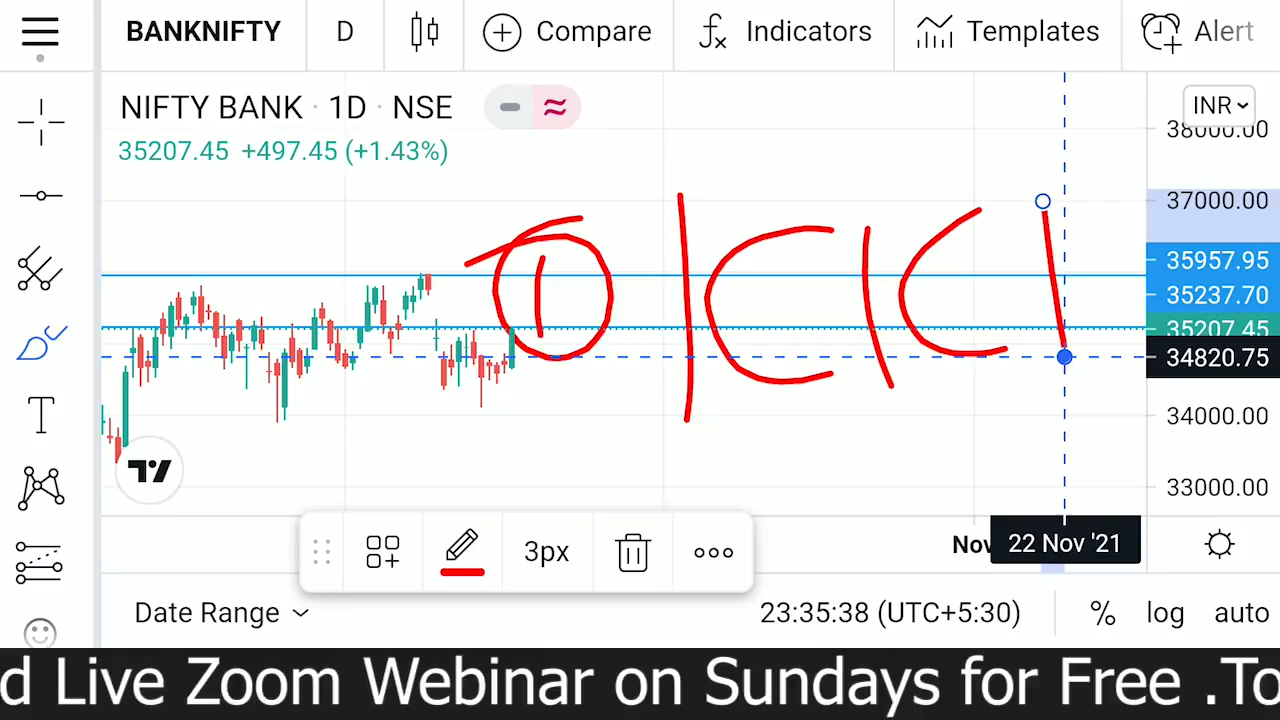 BANKNIFTY D Compare Indicators Templates Alert
NIFTY BANK · 1D · NSE
35207.45 +497.45 (+1.43%)
INR
38000.00
37000.00
35957.95
35237.70
35207.45
34820.75
34000.00
33000.00
T
3px
Nov 22 Nov '21
Date Range 23:35:38 (UTC+5:30) % log auto
d Live Zoom Webinar on Sundays for Free .To